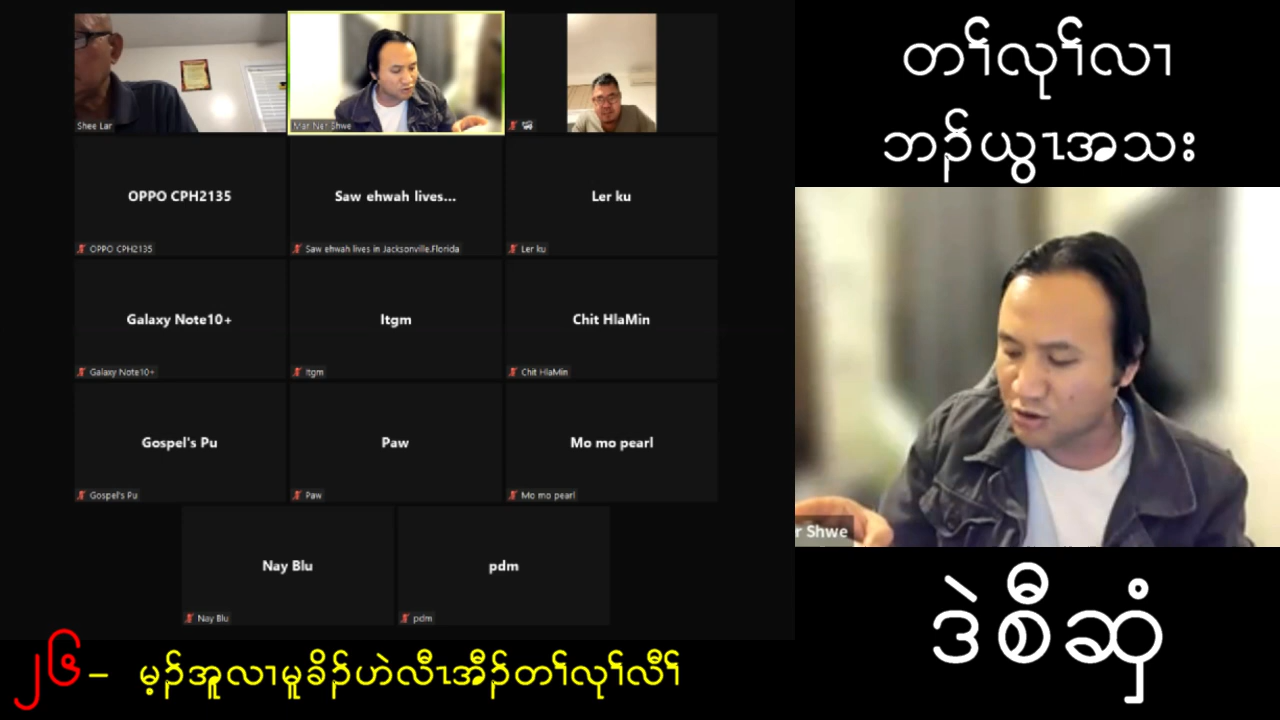 Shee Lar
Mar Ner Shwe
OPPO CPH2135
OPPO CPH2135
Saw ehwah lives...
Saw ehwah lives in Jacksonville.Florida
Ler ku
Ler ku
Galaxy Note10+
Galaxy Note10+
ltgm
ltgm
Chit HlaMin
Chit HlaMin
Gospel's Pu
Gospel's Pu
Paw
Paw
Mo mo pearl
Mo mo pearl
Nay Blu
Nay Blu
pdm
pdm
၂၆– မ့ၣ်အူလၢမူခိၣ်ဟဲလီၤအီၣ်တၢ်လုၢ်လီၢ်
တၢ်လုၢ်လၢ
ဘၣ်ယွၤအသး
r Shwe
ဒဲစီဆှံ